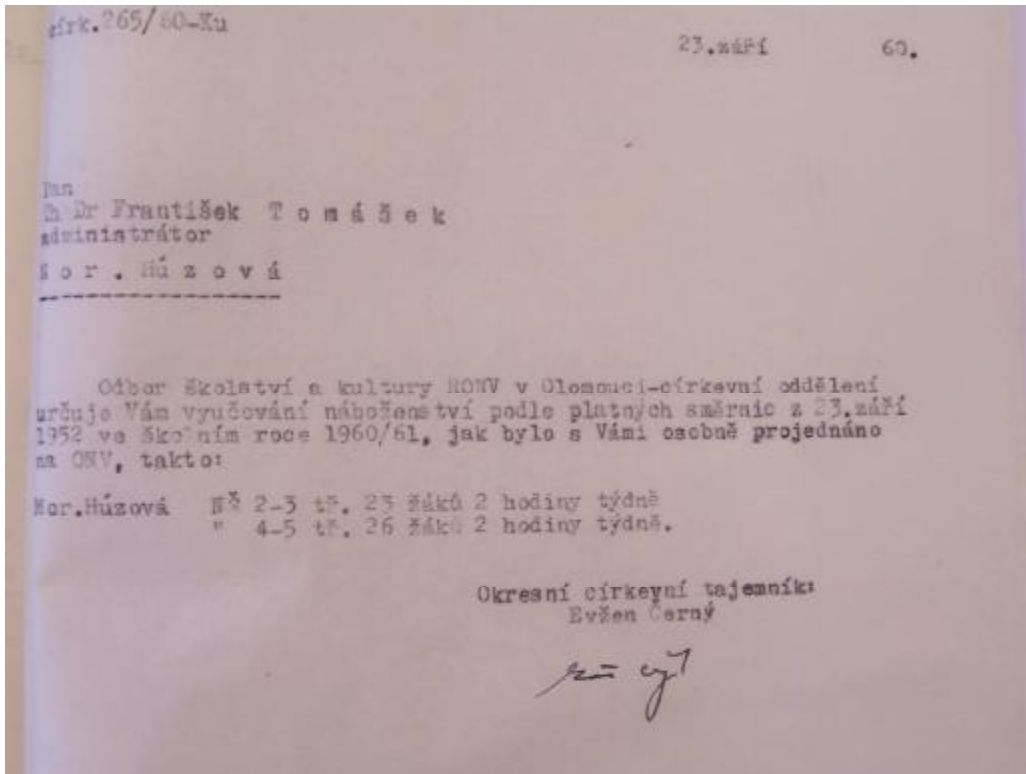 círk.265/60-Ku
23.září 60.
Pan
Th Dr František Tomášek
administrátor
Mor. Húzová
Odbor školství a kultury RONV v Olomouci-církevní oddělení
určuje Vám vyučování náboženství podle platných směrnic z 23.září
1952 ve školním roce 1960/61, jak bylo s Vámi osobně projednáno
na ONV, takto:
Mor.Húzová NŠ 2-3 tř. 23 žáků 2 hodiny týdně
" 4-5 tř. 26 žáků 2 hodiny týdně.
Okresní církevní tajemník:
Evžen Černý